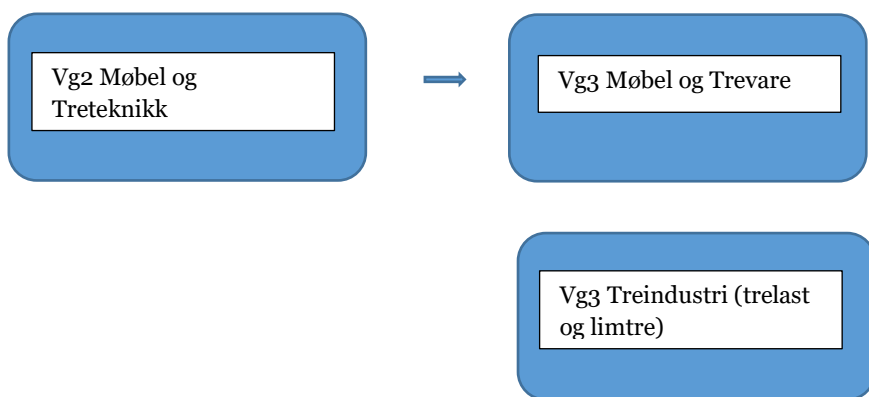 Vg2 Møbel og
Treteknikk
Vg3 Møbel og Trevare
Vg3 Treindustri (trelast
og limtre)